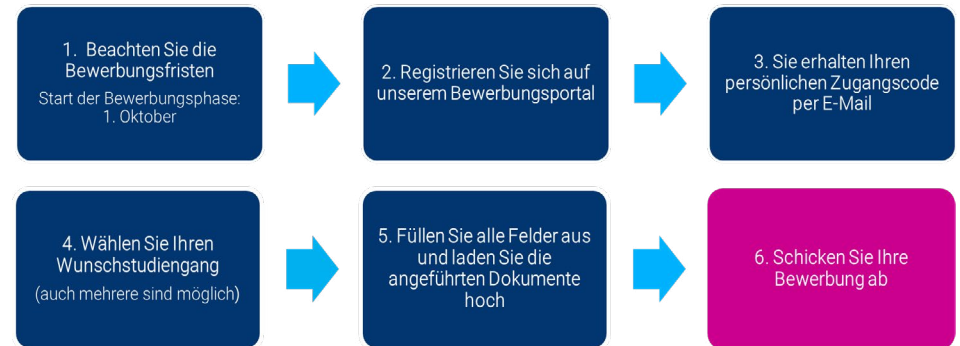 1. Beachten Sie die
Bewerbungsfristen
Start der Bewerbungsphase:
1. Oktober
2. Registrieren Sie sich auf
unserem Bewerbungsportal
3. Sie erhalten Ihren
persönlichen Zugangscode
per E-Mail
4. Wählen Sie Ihren
Wunschstudiengang
(auch mehrere sind möglich)
5. Füllen Sie alle Felder aus
und laden Sie die
angeführten Dokumente
hoch
6. Schicken Sie Ihre
Bewerbung ab